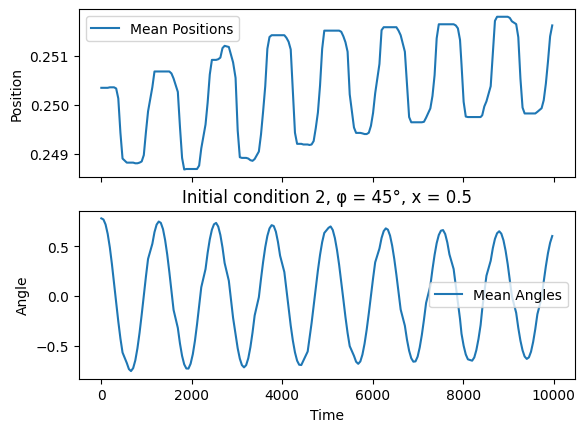 Mean Positions
0.251
0.250
0.249
Position
Initial condition 2, φ = 45°, x = 0.5
0.5
0.0
−0.5
Angle
Mean Angles
0
2000
4000
6000
8000
10000
Time